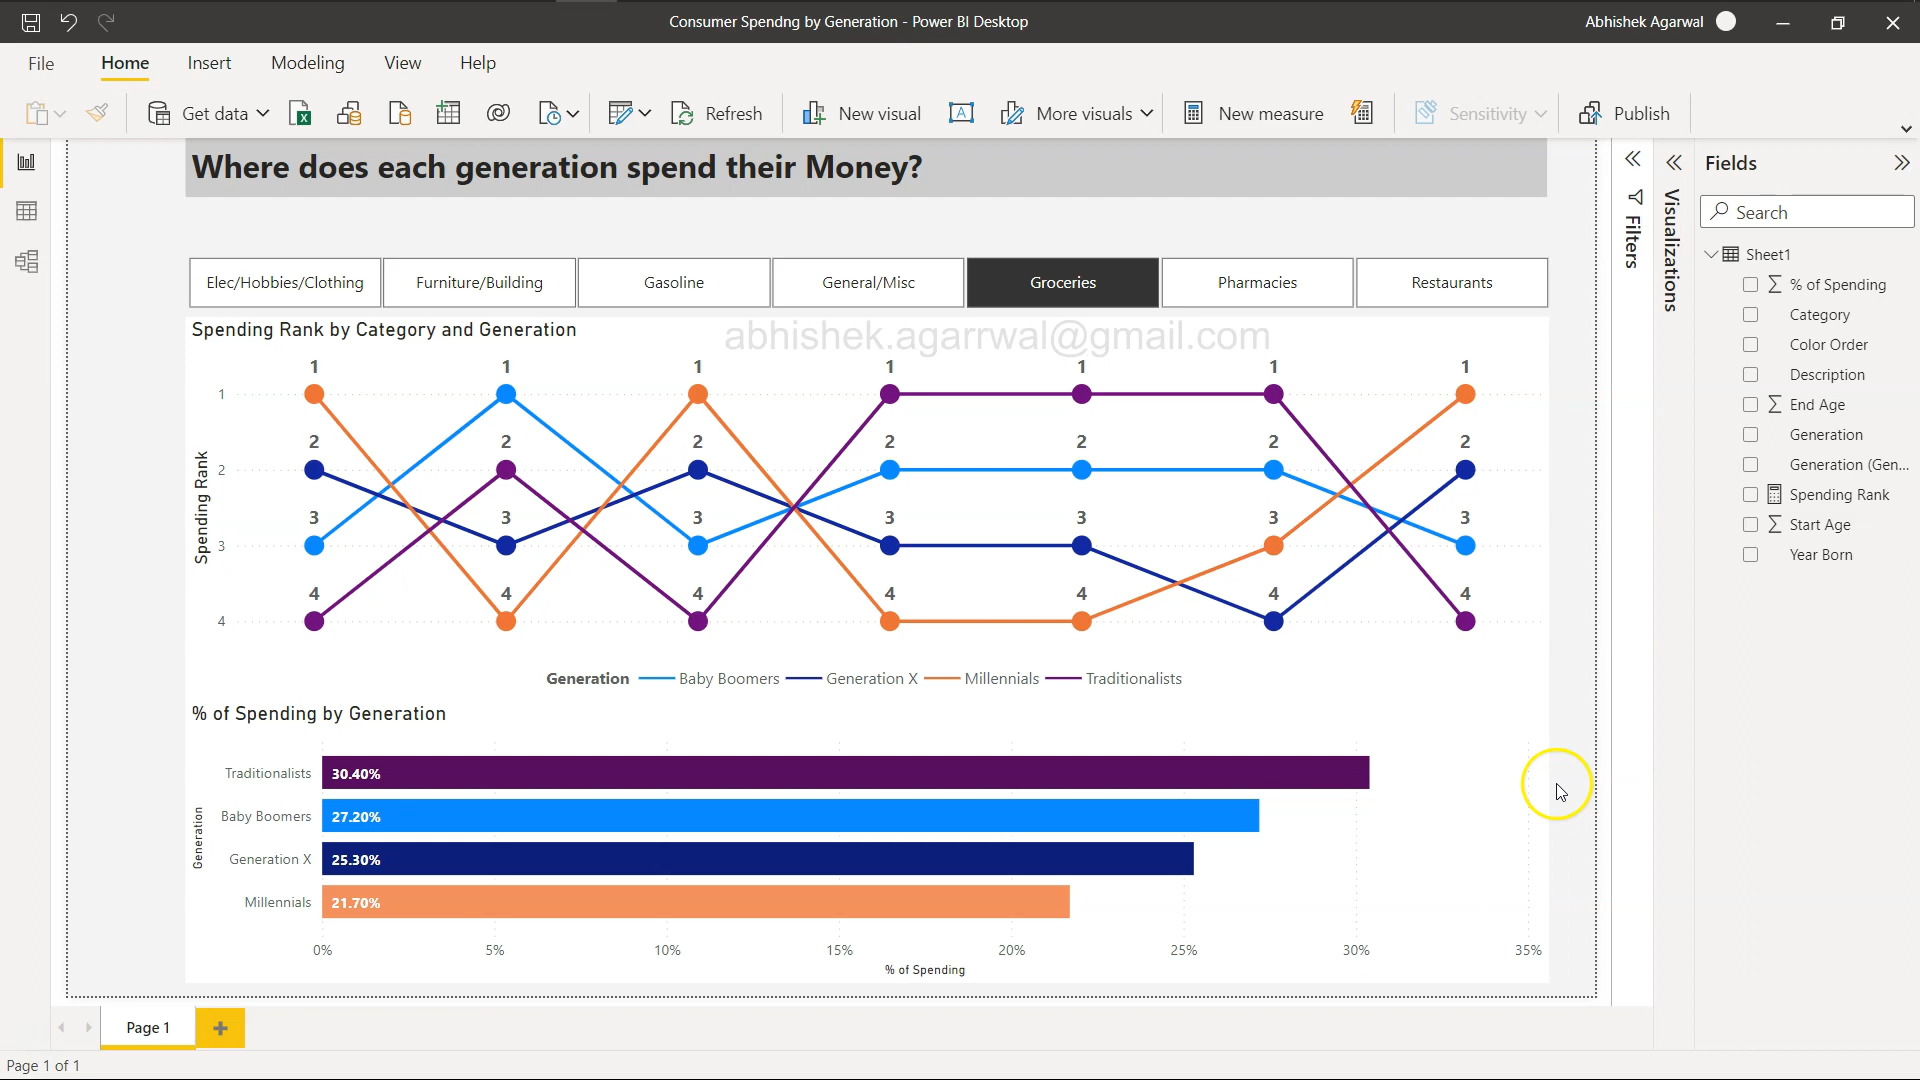 Consumer Spendng by Generation - Power BI Desktop
Abhishek Agarwal
File Home Insert Modeling View Help
Get data Refresh New visual More visuals New measure Sensitivity Publish
Where does each generation spend their Money?
Elec/Hobbies/Clothing Furniture/Building Gasoline General/Misc Groceries Pharmacies Restaurants
Spending Rank by Category and Generation
abhishek.agarrwal@gmail.com
1 1 1 1 1 1 1
1
2 2 2 2 2 2 2
2
3 3 3 3 3 3 3
3
4 4 4 4 4 4 4
4
Spending Rank
Generation Baby Boomers Generation X Millennials Traditionalists
% of Spending by Generation
Traditionalists 30.40%
Baby Boomers 27.20%
Generation X 25.30%
Millennials 21.70%
Generation
0% 5% 10% 15% 20% 25% 30% 35%
% of Spending
Filters
Visualizations
Fields
Search
Sheet1
% of Spending
Category
Color Order
Description
End Age
Generation
Generation (Gen...
Spending Rank
Start Age
Year Born
Page 1
Page 1 of 1